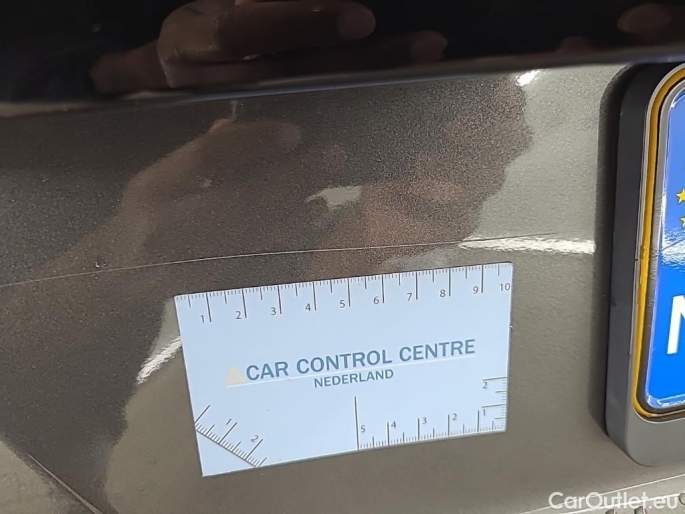 1 2 3 4 5 6 7 8 9 10
CAR CONTROL CENTRE
NEDERLAND
2
1 2
5 4 3 2 1
N
CarOutlet.eu